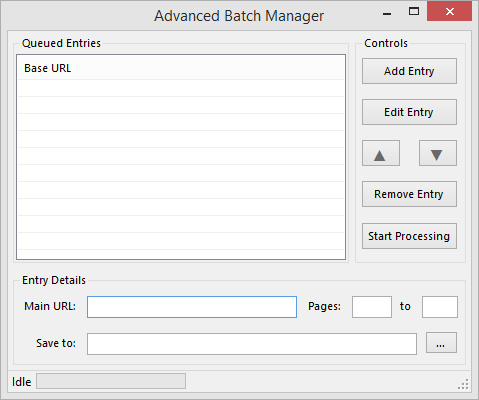 Advanced Batch Manager
Queued Entries
Base URL
Controls
Add Entry
Edit Entry
▲ ▼
Remove Entry
Start Processing
Entry Details
Main URL: Pages: to
Save to: ...
Idle